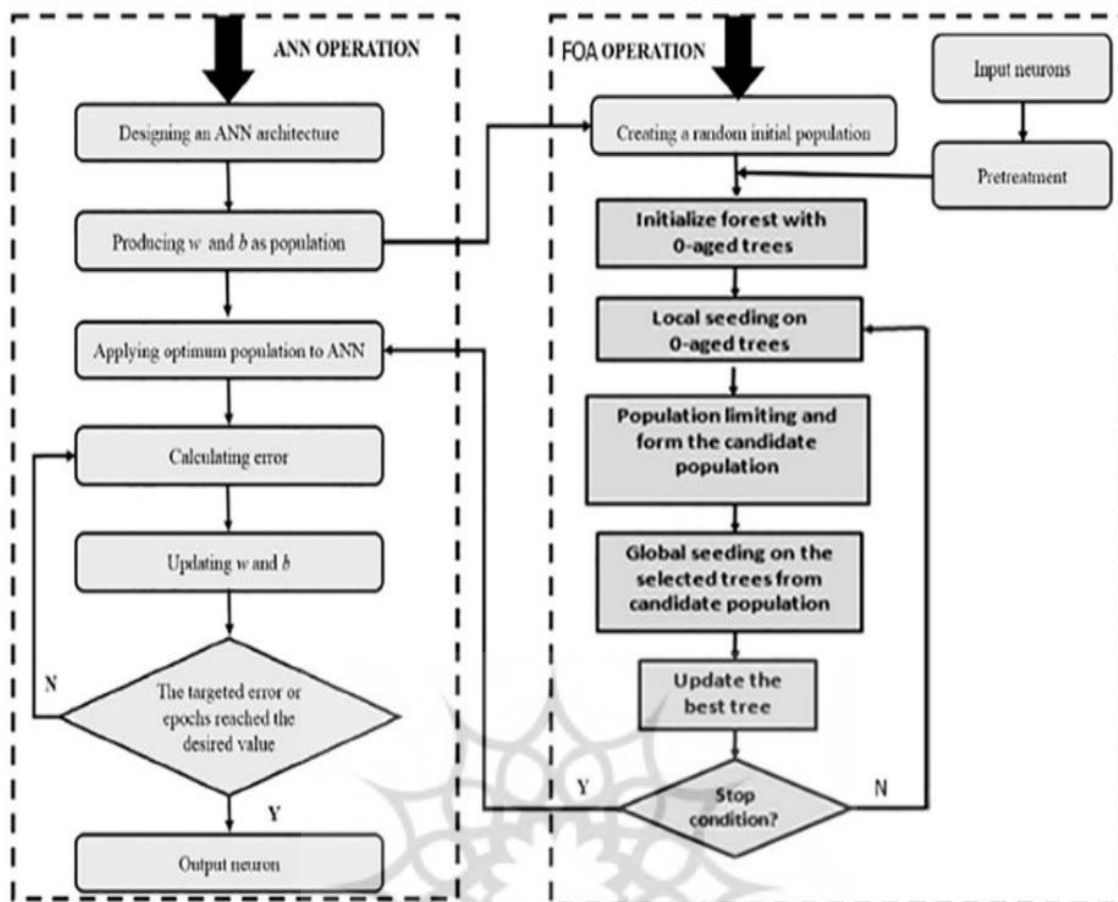 ANN OPERATION
Designing an ANN architecture
Producing w and b as population
Applying optimum population to ANN
Calculating error
Updating w and b
N
The targeted error or
epochs reached the
desired value
Y
Output neuron
FOA OPERATION
Input neurons
Pretreatment
Creating a random initial population
Initialize forest with
0-aged trees
Local seeding on
0-aged trees
Population limiting and
form the candidate
population
Global seeding on the
selected trees from
candidate population
Update the
best tree
Y
Stop
condition?
N